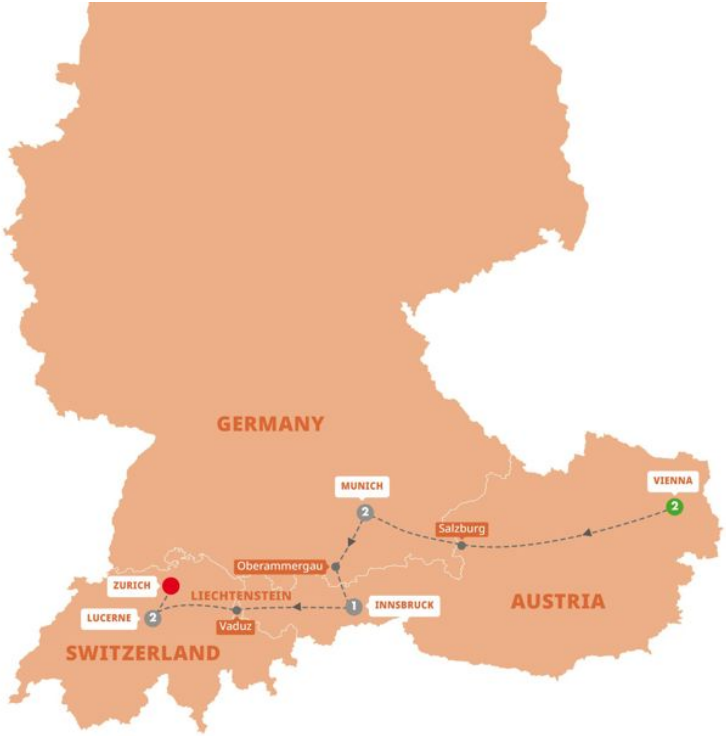 GERMANY
MUNICH
2
VIENNA
2
Salzburg
Oberammergau
ZURICH
LIECHTENSTEIN
INNSBRUCK
1
AUSTRIA
LUCERNE
2
Vaduz
SWITZERLAND